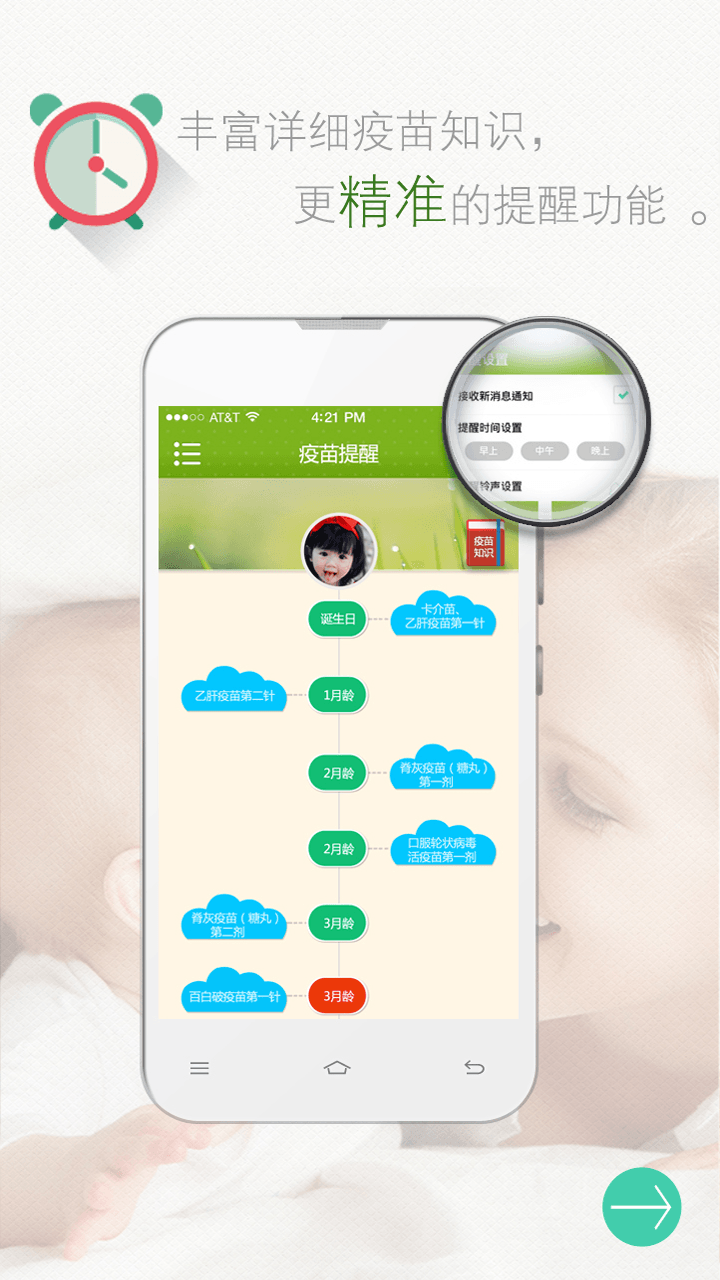 丰富详细疫苗知识，
更精准的提醒功能 。
设置
接收新消息通知
提醒时间设置
早上 中午 晚上
铃声设置
AT&T 4:21 PM
疫苗提醒
疫苗
知识
诞生日
卡介苗、
乙肝疫苗第一针
乙肝疫苗第二针
1月龄
2月龄
脊灰疫苗（糖丸）
第一剂
2月龄
口服轮状病毒
活疫苗第一剂
脊灰疫苗（糖丸）
第二剂
3月龄
百白破疫苗第一针
3月龄